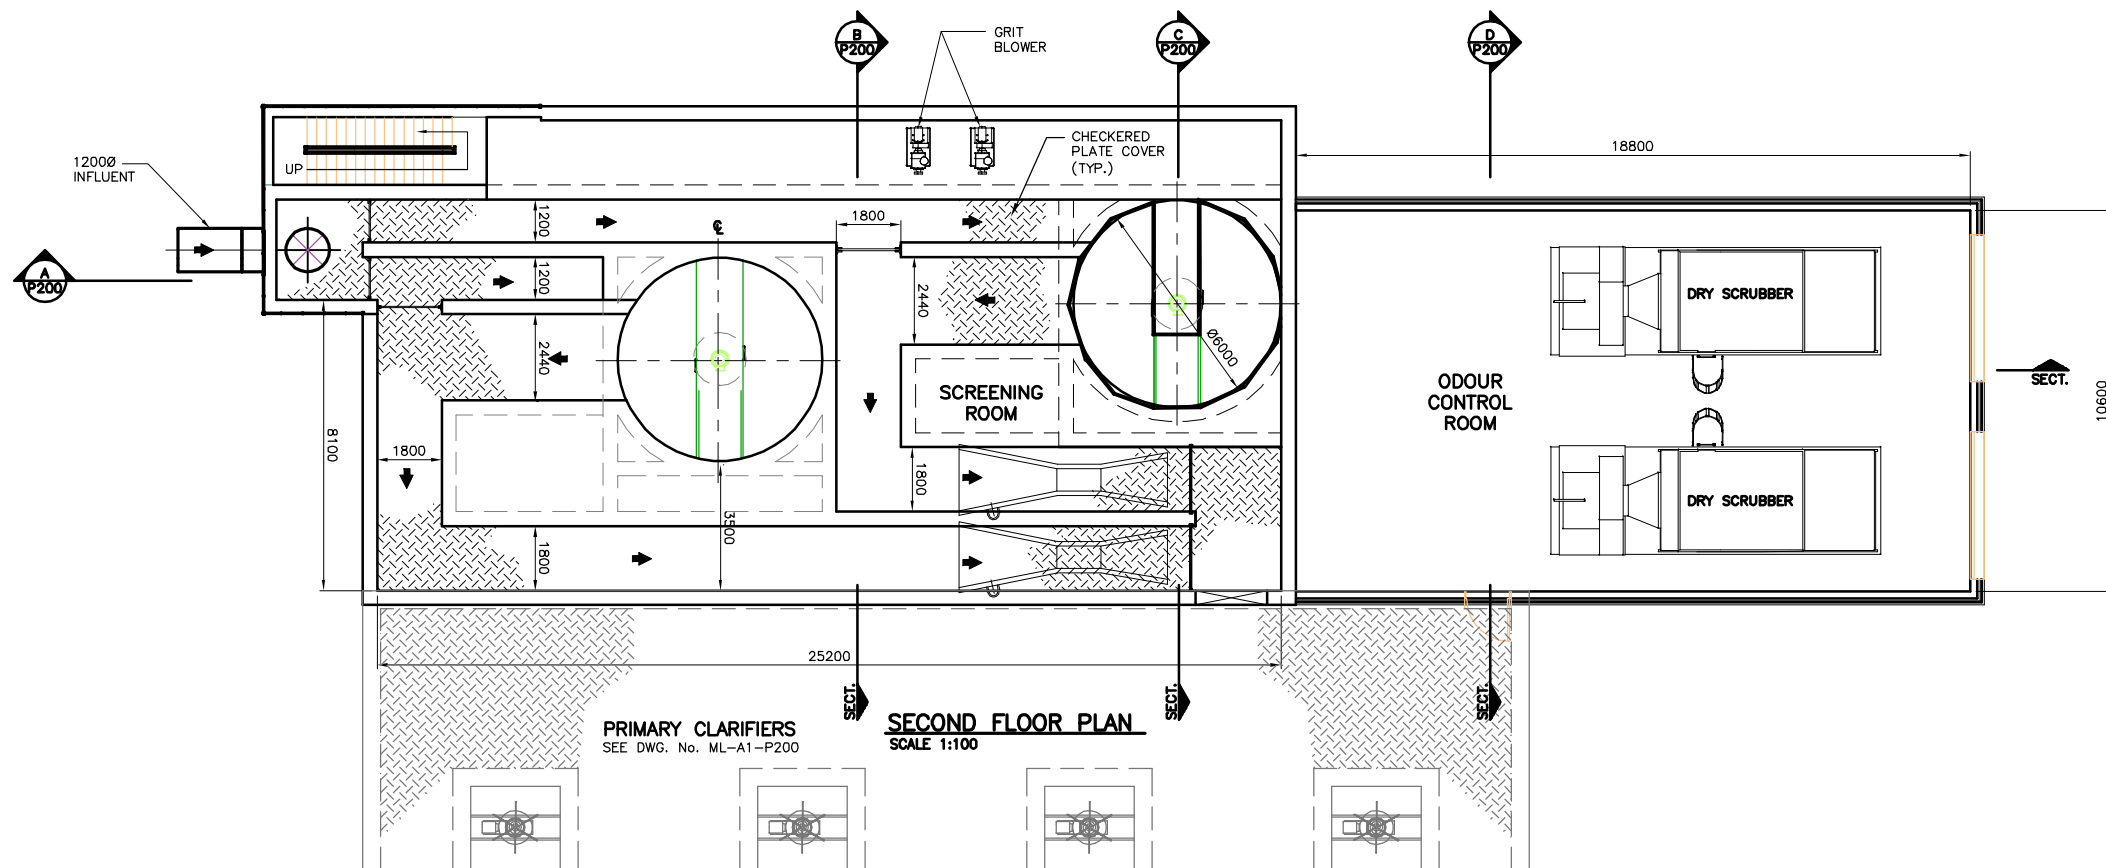 B
P200
C
P200
D
P200
GRIT
BLOWER
CHECKERED
PLATE COVER
(TYP.)
18800
1200Ø
INFLUENT
UP
1200
1800
℄
A
P200
1200
2440
2440
Ø6000
DRY SCRUBBER
SCREENING
ROOM
ODOUR
CONTROL
ROOM
SECT.
10600
8100
1800
1800
3500
1800
DRY SCRUBBER
25200
SECT.
SECT.
SECT.
PRIMARY CLARIFIERS
SEE DWG. No. ML-A1-P200
SECOND FLOOR PLAN
SCALE 1:100